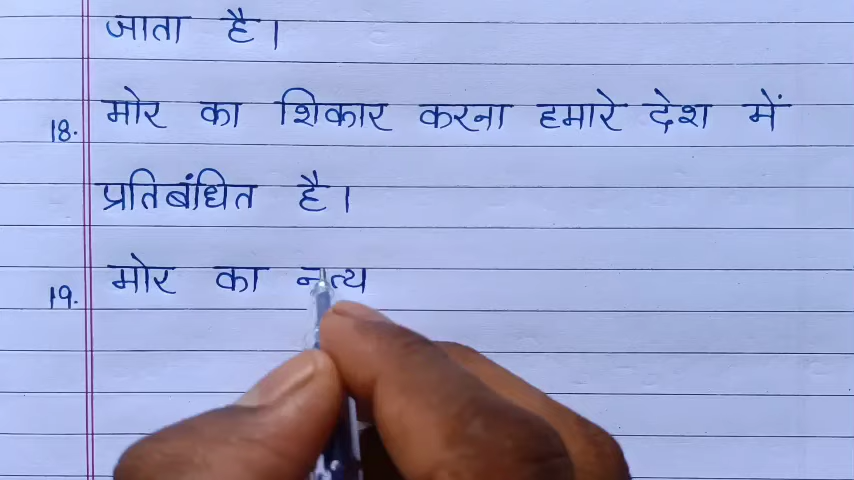 जाता है।
18. मोर का शिकार करना हमारे देश में
प्रतिबंधित है।
19. मोर का नृत्य